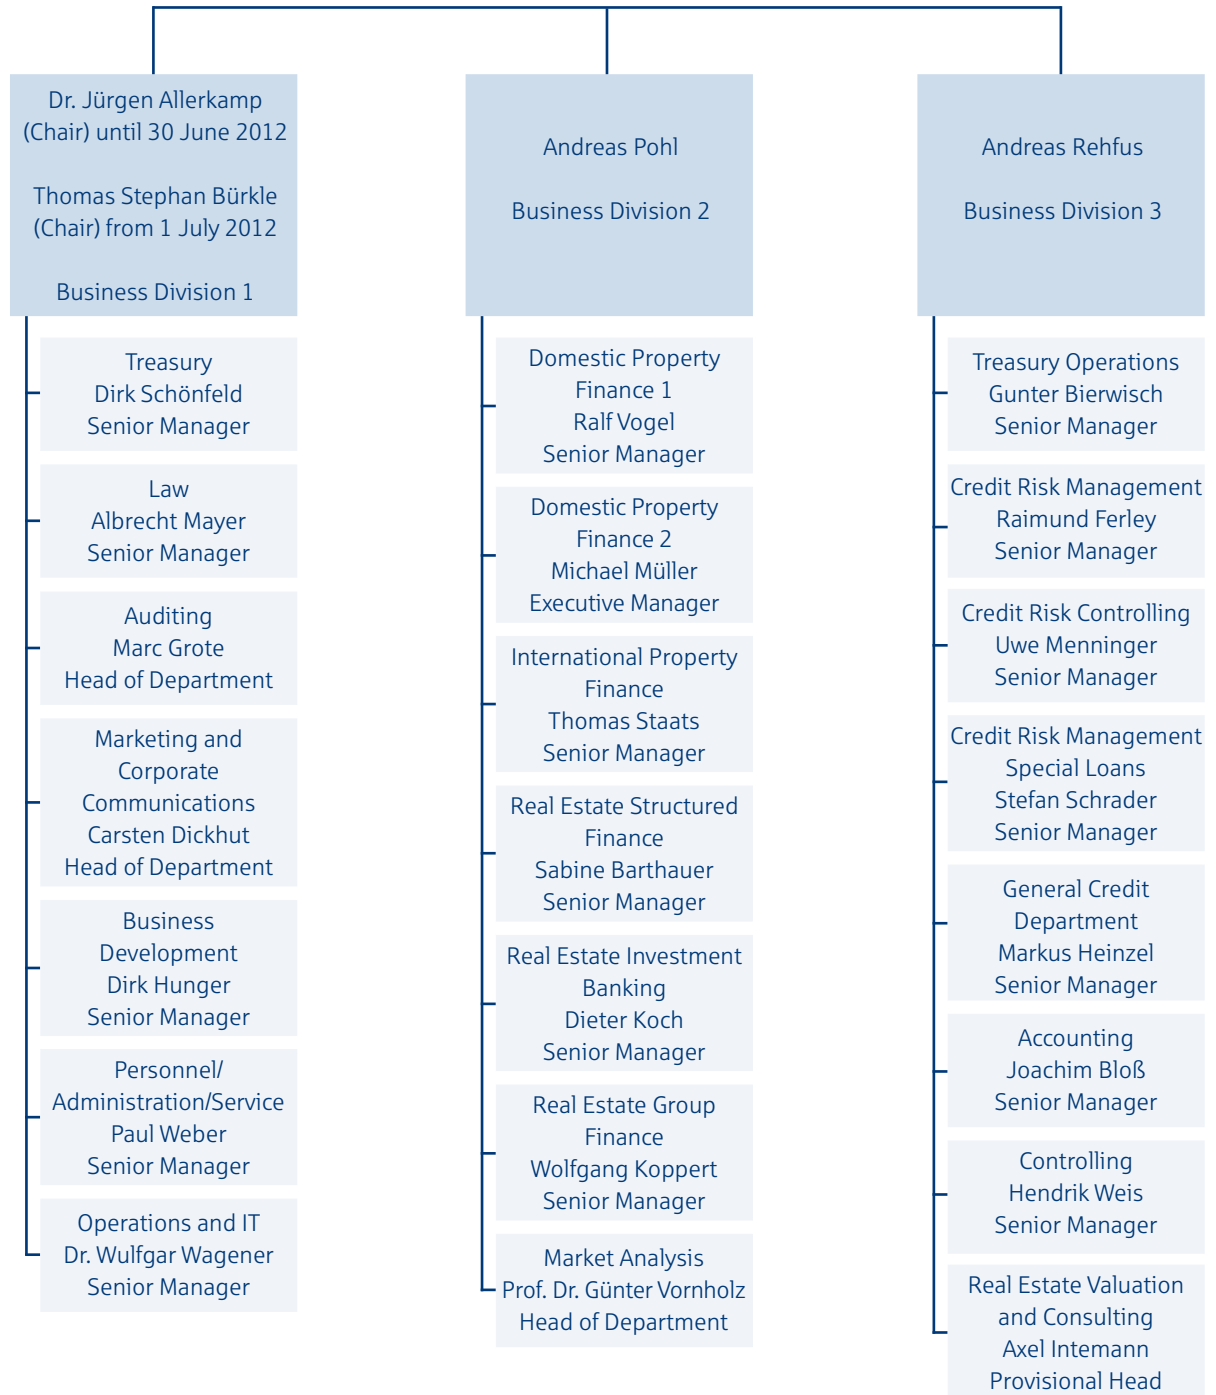 Dr. Jürgen Allerkamp
(Chair) until 30 June 2012
Thomas Stephan Bürkle
(Chair) from 1 July 2012
Business Division 1
Treasury
Dirk Schönfeld
Senior Manager
Law
Albrecht Mayer
Senior Manager
Auditing
Marc Grote
Head of Department
Marketing and
Corporate
Communications
Carsten Dickhut
Head of Department
Business
Development
Dirk Hunger
Senior Manager
Personnel/
Administration/Service
Paul Weber
Senior Manager
Operations and IT
Dr. Wulfgar Wagener
Senior Manager
Andreas Pohl
Business Division 2
Domestic Property
Finance 1
Ralf Vogel
Senior Manager
Domestic Property
Finance 2
Michael Müller
Executive Manager
International Property
Finance
Thomas Staats
Senior Manager
Real Estate Structured
Finance
Sabine Barthauer
Senior Manager
Real Estate Investment
Banking
Dieter Koch
Senior Manager
Real Estate Group
Finance
Wolfgang Koppert
Senior Manager
Market Analysis
Prof. Dr. Günter Vornholz
Head of Department
Andreas Rehfus
Business Division 3
Treasury Operations
Gunter Bierwisch
Senior Manager
Credit Risk Management
Raimund Ferley
Senior Manager
Credit Risk Controlling
Uwe Menninger
Senior Manager
Credit Risk Management
Special Loans
Stefan Schrader
Senior Manager
General Credit
Department
Markus Heinzel
Senior Manager
Accounting
Joachim Bloß
Senior Manager
Controlling
Hendrik Weis
Senior Manager
Real Estate Valuation
and Consulting
Axel Intemann
Provisional Head